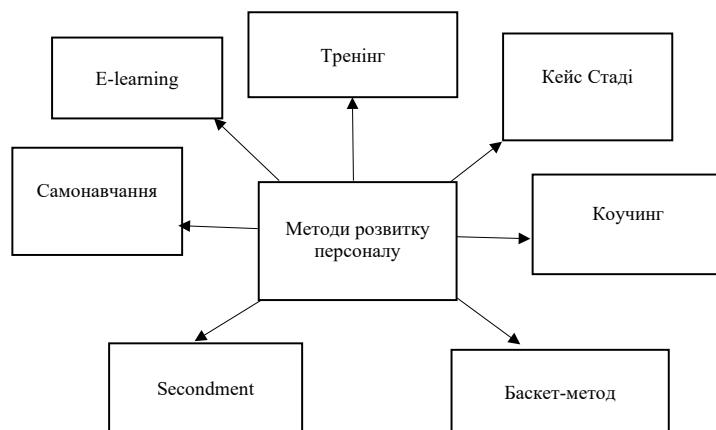 Тренінг
E-learning
Кейс Стаді
Самонавчання
Методи розвитку
персоналу
Коучинг
Secondment
Баскет-метод